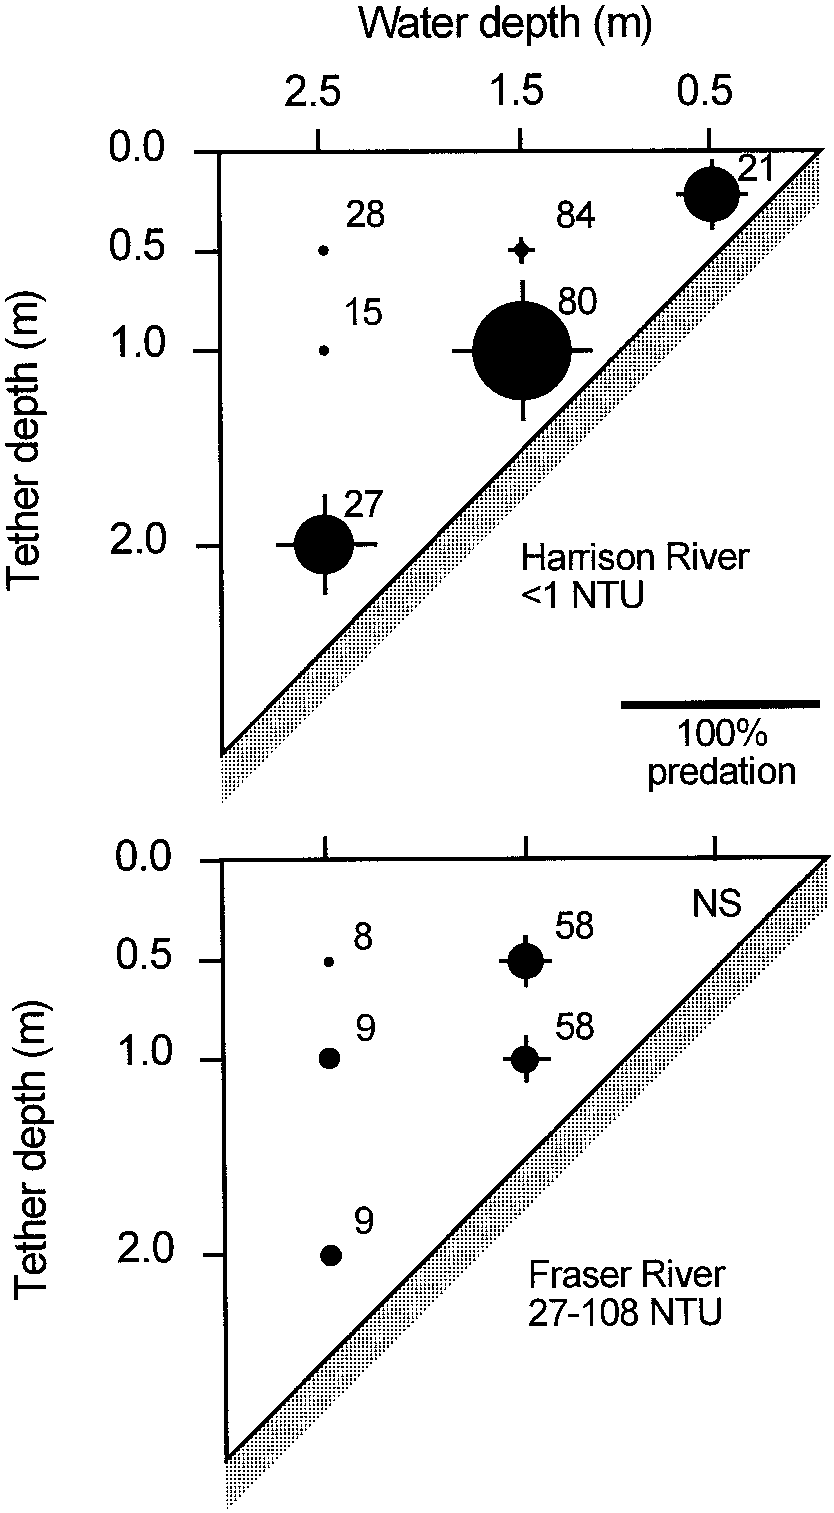 Water depth (m)
2.5 1.5 0.5
0.0
21
28 84
0.5
15 80
1.0
27
2.0
Tether depth (m)
Harrison River
<1 NTU
100%
predation
0.0
NS
8 58
0.5
9 58
1.0
9
2.0
Tether depth (m)
Fraser River
27-108 NTU